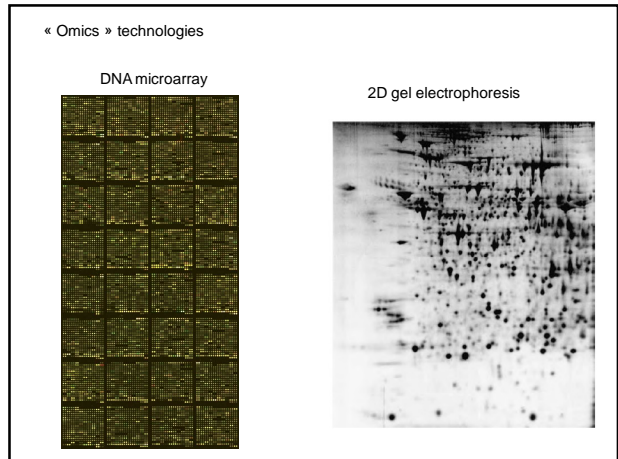 « Omics » technologies
DNA microarray
2D gel electrophoresis